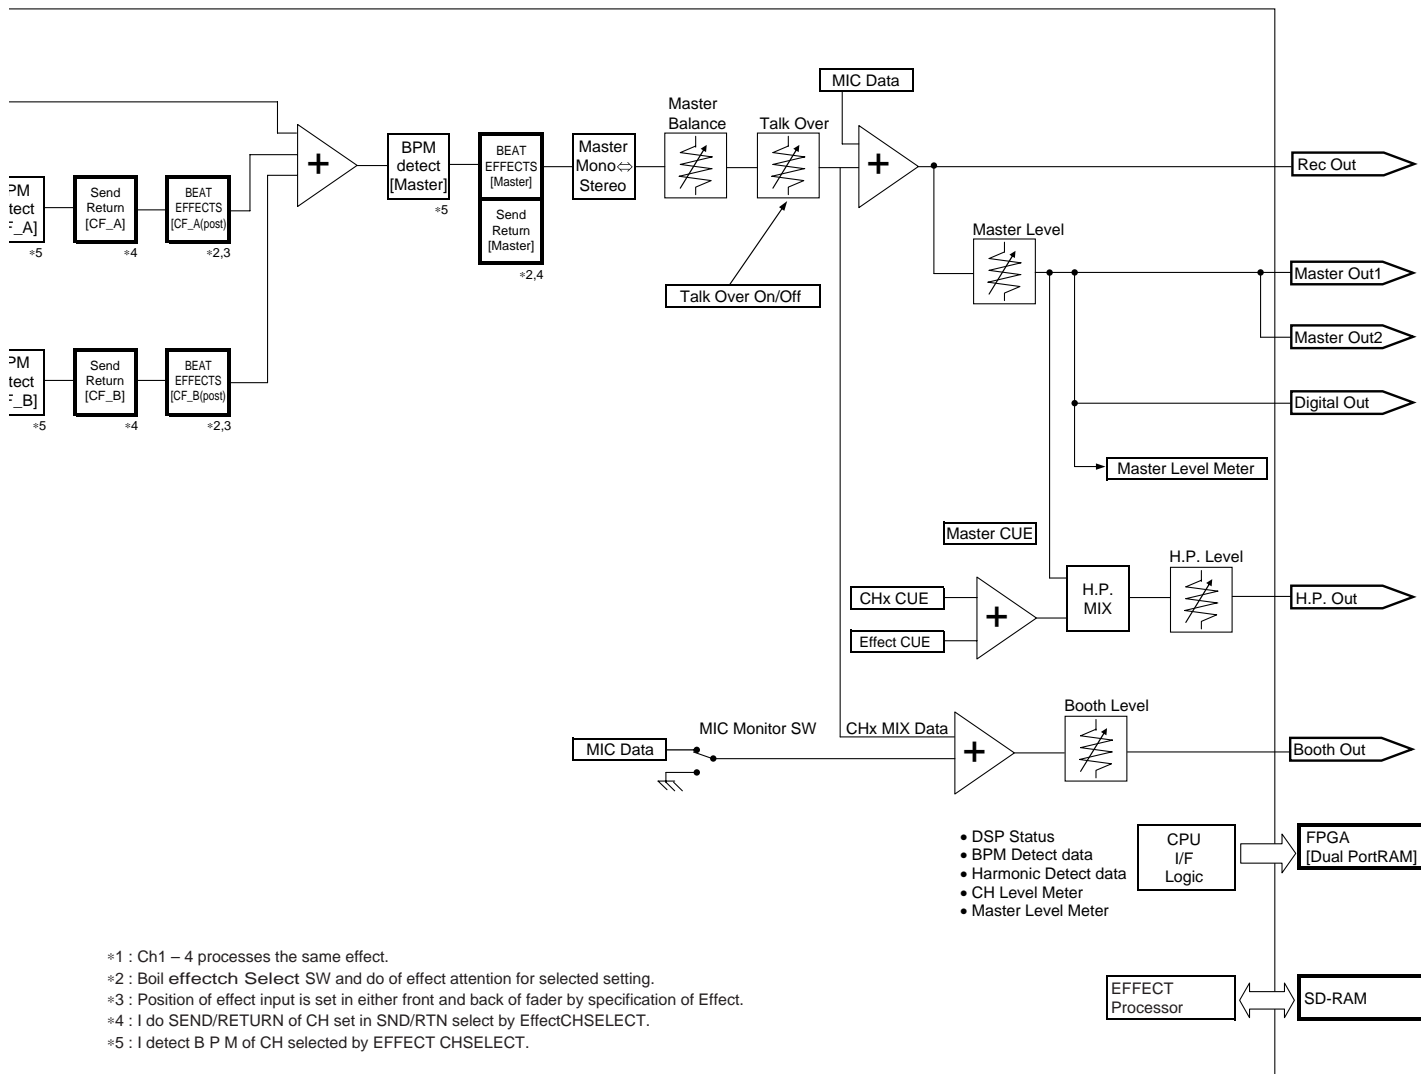 MIC Data
Master
Balance
Talk Over
BPM
detect
[Master]
*5
BEAT
EFFECTS
[Master]
Send
Return
[Master]
*2,4
Master
Mono⇔
Stereo
Rec Out
PM
tect
F_A]
*5
Send
Return
[CF_A]
*4
BEAT
EFFECTS
[CF_A(post)
*2,3
+
+
Master Level
Talk Over On/Off
Master Out1
Master Out2
PM
tect
F_B]
*5
Send
Return
[CF_B]
*4
BEAT
EFFECTS
[CF_B(post)
*2,3
Digital Out
Master Level Meter
Master CUE
H.P. Level
CHx CUE
Effect CUE
+
H.P.
MIX
H.P. Out
Booth Level
MIC Monitor SW
CHx MIX Data
MIC Data
+
Booth Out
• DSP Status
• BPM Detect data
• Harmonic Detect data
• CH Level Meter
• Master Level Meter
CPU
I/F
Logic
FPGA
[Dual PortRAM]
*1 : Ch1 – 4 processes the same effect.
*2 : Boil effectch Select SW and do of effect attention for selected setting.
*3 : Position of effect input is set in either front and back of fader by specification of Effect.
*4 : I do SEND/RETURN of CH set in SND/RTN select by EffectCHSELECT.
*5 : I detect B P M of CH selected by EFFECT CHSELECT.
EFFECT
Processor
SD-RAM